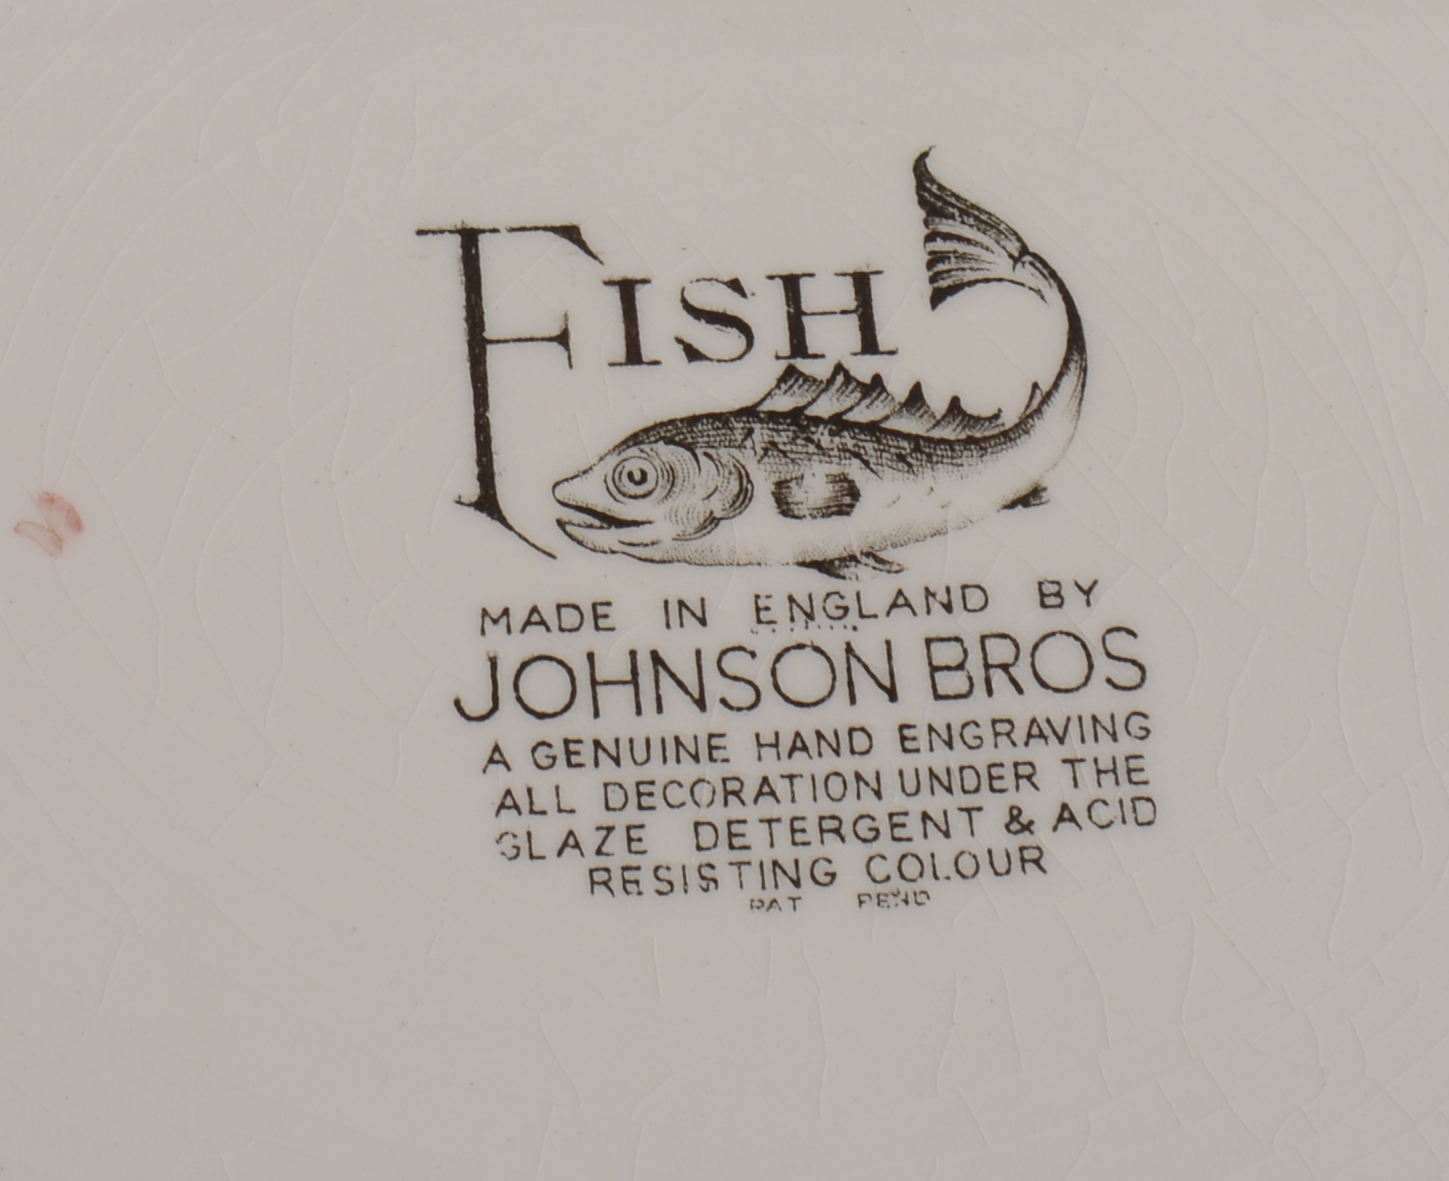 FISH
MADE IN ENGLAND BY
JOHNSON BROS
A GENUINE HAND ENGRAVING
ALL DECORATION UNDER THE
GLAZE DETERGENT & ACID
RESISTING COLOUR
PAT PEND